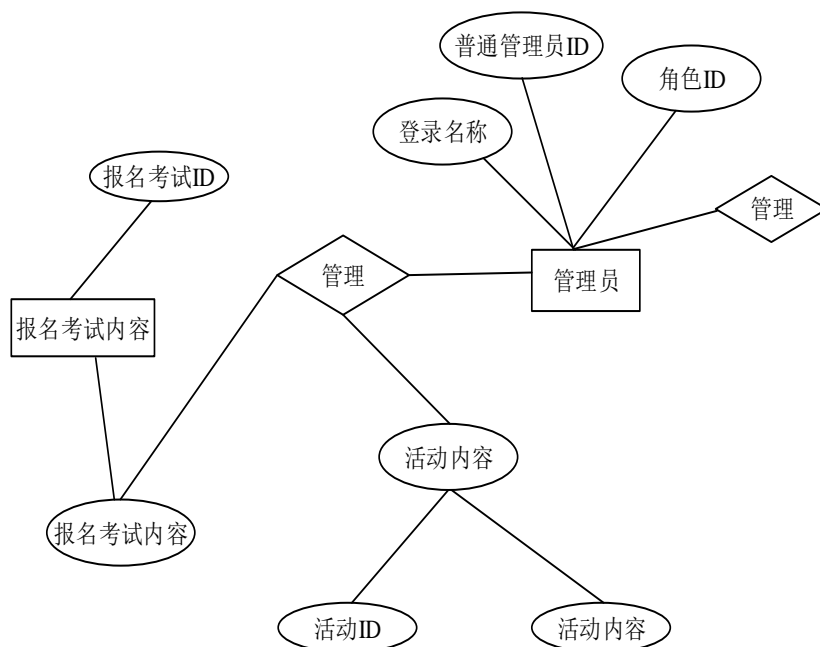 普通管理员ID
角色ID
登录名称
报名考试ID
管理
管理
管理员
报名考试内容
活动内容
报名考试内容
活动ID
活动内容